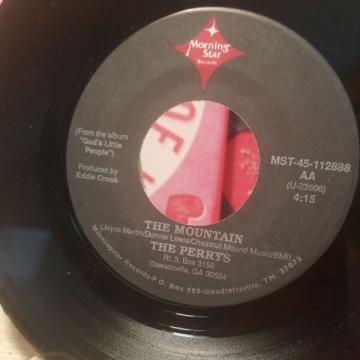 Morning
Star
Records
(From the album
"God's Little
People")
Produced by
Eddie Crook
MST-45-112888
AA
(U-23606)
4:15
THE MOUNTAIN
(Joyce Martin/Donnie Lewis/Chestnut Mound Music/BMI)
THE PERRYS
Rt. 3, Box 3156
Dawsonville, GA 30534
Morningstar Records-P.O. Box 569-Goodlettsville, TN. 37072
OF